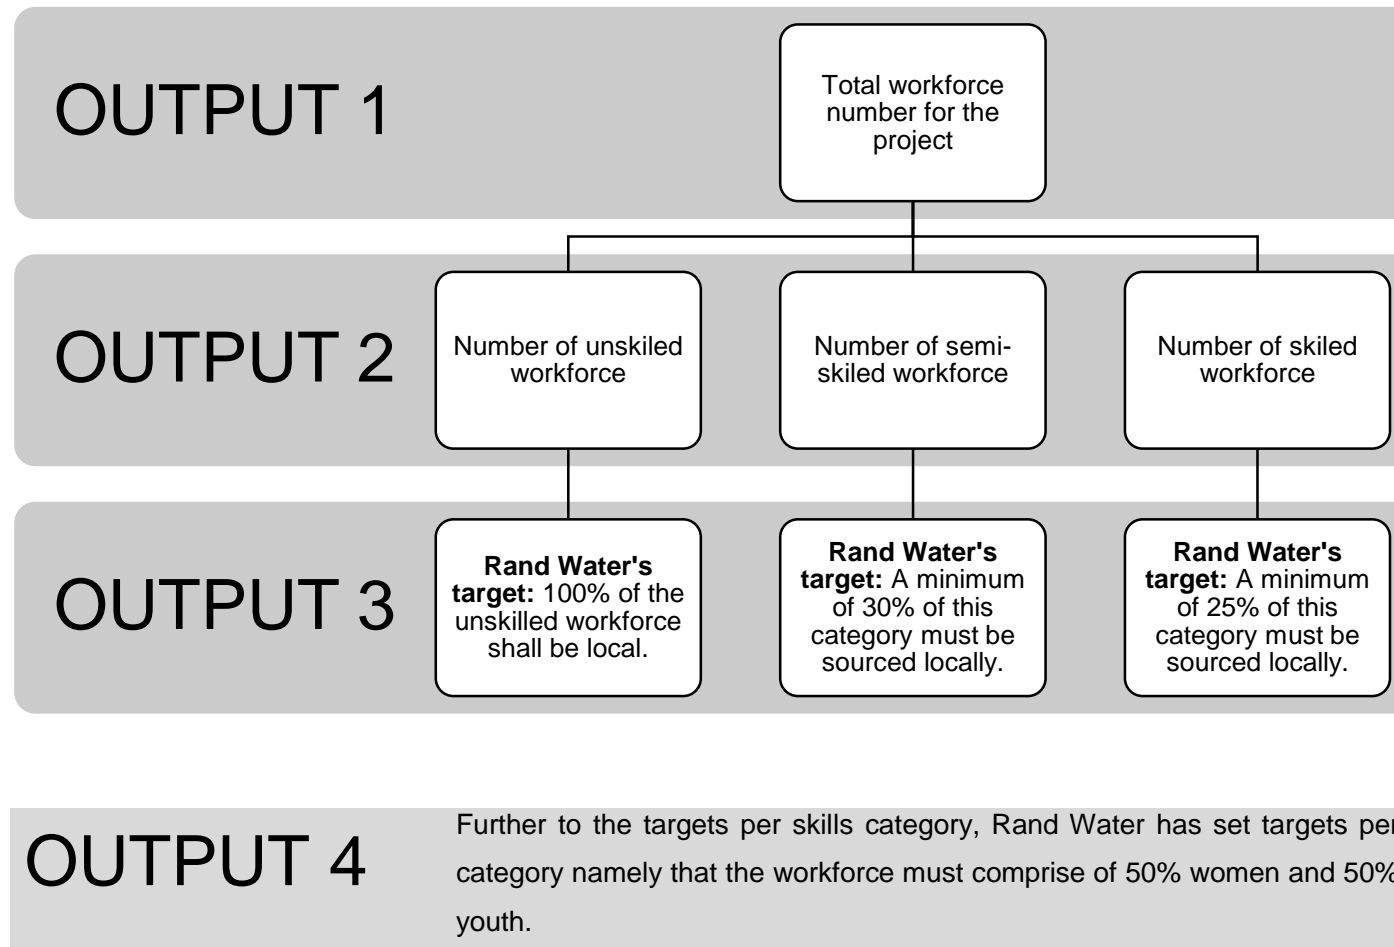 OUTPUT 1
Total workforce
number for the
project
OUTPUT 2
Number of unskiled
workforce
Number of semi-
skiled workforce
Number of skiled
workforce
OUTPUT 3
Rand Water's
target: 100% of the
unskilled workforce
shall be local.
Rand Water's
target: A minimum
of 30% of this
category must be
sourced locally.
Rand Water's
target: A minimum
of 25% of this
category must be
sourced locally.
OUTPUT 4
Further to the targets per skills category, Rand Water has set targets per
category namely that the workforce must comprise of 50% women and 50%
youth.